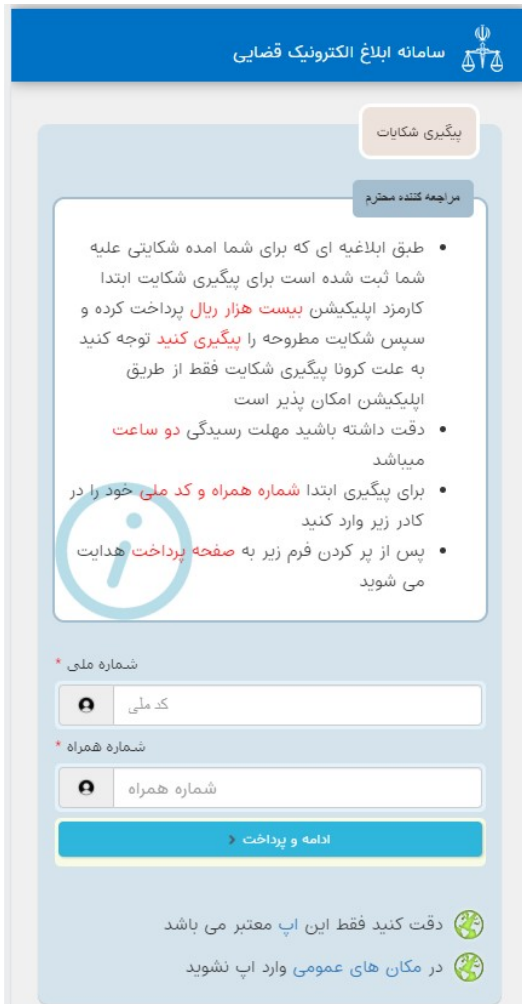 سامانه ابلاغ الکترونیک قضایی
پیگیری شکایات
مراجعه کننده محترم
طبق ابلاغیه ای که برای شما امده شکایتی علیه
شما ثبت شده است برای پیگیری شکایت ابتدا
کارمزد اپلیکیشن بیست هزار ریال پرداخت کرده و
سپس شکایت مطروحه را پیگیری کنید توجه کنید
به علت کرونا پیگیری شکایت فقط از طریق
اپلیکیشن امکان پذیر است
دقت داشته باشید مهلت رسیدگی دو ساعت
میباشد
برای پیگیری ابتدا شماره همراه و کد ملی خود را در
کادر زیر وارد کنید
پس از پر کردن فرم زیر به صفحه پرداخت هدایت
می شوید
شماره ملی *
کد ملی
شماره همراه *
شماره همراه
ادامه و پرداخت
دقت کنید فقط این اپ معتبر می باشد
در مکان های عمومی وارد اپ نشوید